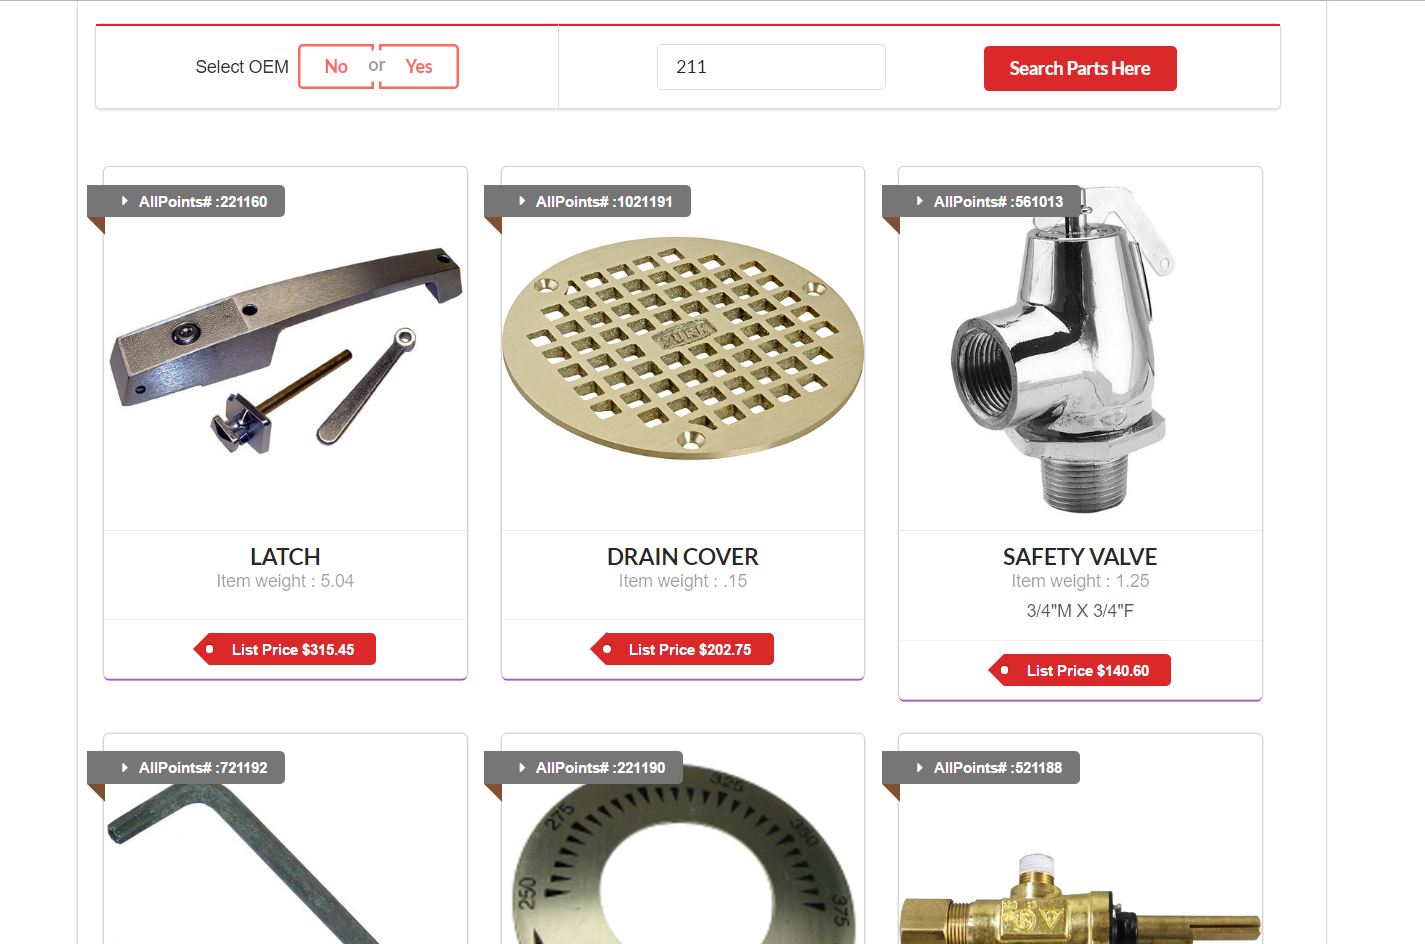 Select OEM No or Yes 211 Search Parts Here
AllPoints# :221160
AllPoints# :1021191
AllPoints# :561013
ZURN
LATCH
Item weight : 5.04
List Price $315.45
DRAIN COVER
Item weight : .15
List Price $202.75
SAFETY VALVE
Item weight : 1.25
3/4"M X 3/4"F
List Price $140.60
AllPoints# :721192
AllPoints# :221190
AllPoints# :521188
250
275
325
350
375